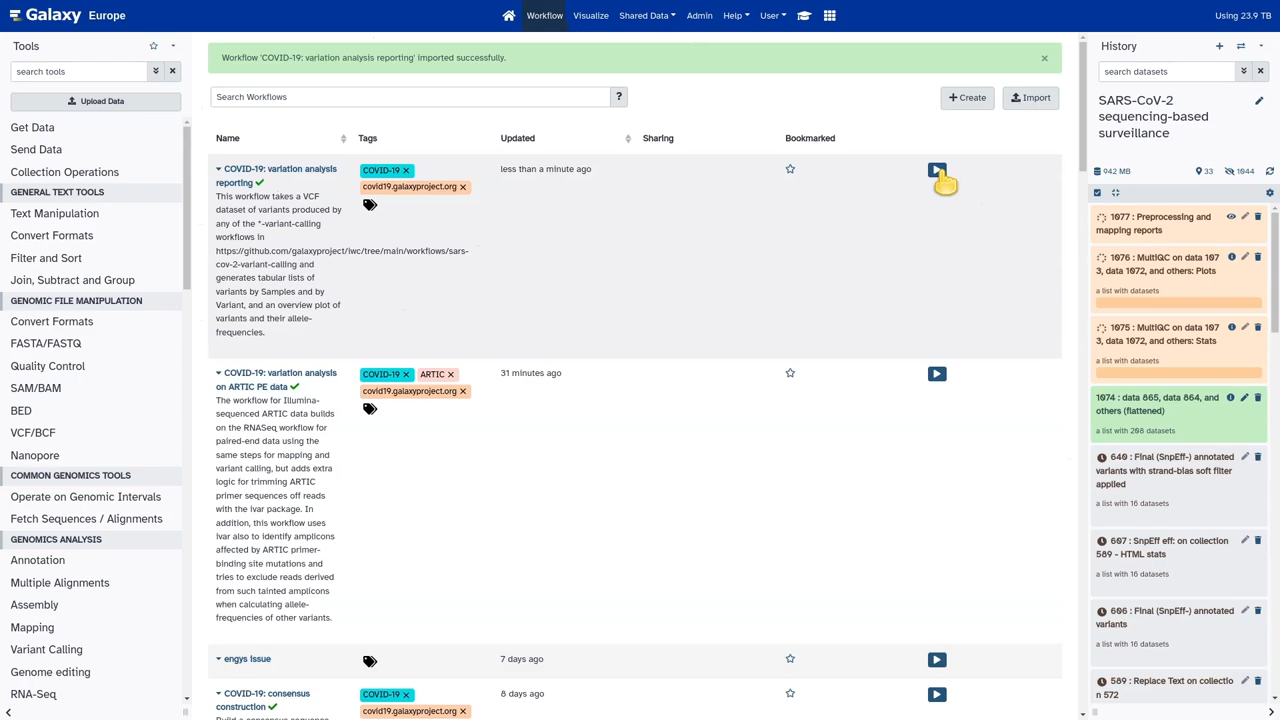 Galaxy Europe
Workflow
Visualize
Shared Data
Admin
Help
User
Using 23.9 TB
Tools
search tools
Upload Data
Get Data
Send Data
Collection Operations
GENERAL TEXT TOOLS
Text Manipulation
Convert Formats
Filter and Sort
Join, Subtract and Group
GENOMIC FILE MANIPULATION
Convert Formats
FASTA/FASTQ
Quality Control
SAM/BAM
BED
VCF/BCF
Nanopore
COMMON GENOMICS TOOLS
Operate on Genomic Intervals
Fetch Sequences / Alignments
GENOMICS ANALYSIS
Annotation
Multiple Alignments
Assembly
Mapping
Variant Calling
Genome editing
RNA-Seq
Workflow 'COVID-19: variation analysis reporting' imported successfully.
Search Workflows
?
+ Create
Import
Name
Tags
Updated
Sharing
Bookmarked
COVID-19: variation analysis
reporting
This workflow takes a VCF
dataset of variants produced by
any of the *-variant-calling
workflows in
https://github.com/galaxyproject/iwc/tree/main/workflows/sars-
cov-2-variant-calling and
generates tabular lists of
variants by Samples and by
Variant, and an overview plot of
variants and their allele-
frequencies.
COVID-19
covid19.galaxyproject.org
less than a minute ago
COVID-19: variation analysis
on ARTIC PE data
The workflow for Illumina-
sequenced ARTIC data builds
on the RNASeq workflow for
paired-end data using the
same steps for mapping and
variant calling, but adds extra
logic for trimming ARTIC
primer sequences off reads
with the ivar package. In
addition, this workflow uses
ivar also to identify amplicons
affected by ARTIC primer-
binding site mutations and
tries to exclude reads derived
from such tainted amplicons
when calculating allele-
frequencies of other variants.
COVID-19
ARTIC
covid19.galaxyproject.org
31 minutes ago
engys issue
7 days ago
COVID-19: consensus
construction
COVID-19
covid19.galaxyproject.org
8 days ago
Build a consensus sequence
History
search datasets
SARS-CoV-2
sequencing-based
surveillance
942 MB
33
1044
1077 : Preprocessing and
mapping reports
1076 : MultiQC on data 107
3, data 1072, and others: Plots
a list with datasets
1075 : MultiQC on data 107
3, data 1072, and others: Stats
a list with datasets
1074 : data 865, data 864, and
others (flattened)
a list with 208 datasets
640 : Final (SnpEff-) annotated
variants with strand-bias soft filter
applied
a list with 16 datasets
607 : SnpEff eff: on collection
589 - HTML stats
a list with 16 datasets
606 : Final (SnpEff-) annotated
variants
a list with 16 datasets
589 : Replace Text on collectio
n 572